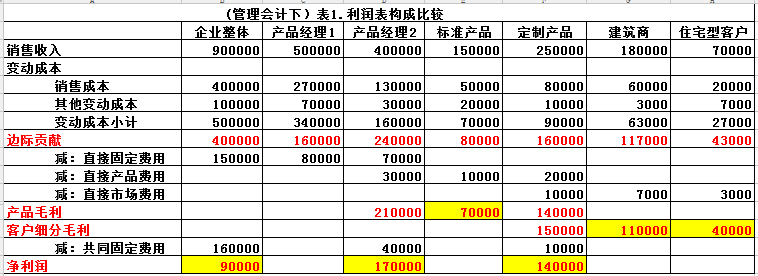 (管理会计下）表1.利润表构成比较
企业整体 产品经理1 产品经理2 标准产品 定制产品 建筑商 住宅型客户
销售收入 900000 500000 400000 150000 250000 180000 70000
变动成本
销售成本 400000 270000 130000 50000 80000 60000 20000
其他变动成本 100000 70000 30000 20000 10000 3000 7000
变动成本小计 500000 340000 160000 70000 90000 63000 27000
边际贡献 400000 160000 240000 80000 160000 117000 43000
减：直接固定费用 150000 80000 70000
减：直接产品费用 30000 10000 20000
减：直接市场费用 10000 7000 3000
产品毛利 210000 70000 140000
客户细分毛利 150000 110000 40000
减：共同固定费用 160000 40000 10000
净利润 90000 170000 140000